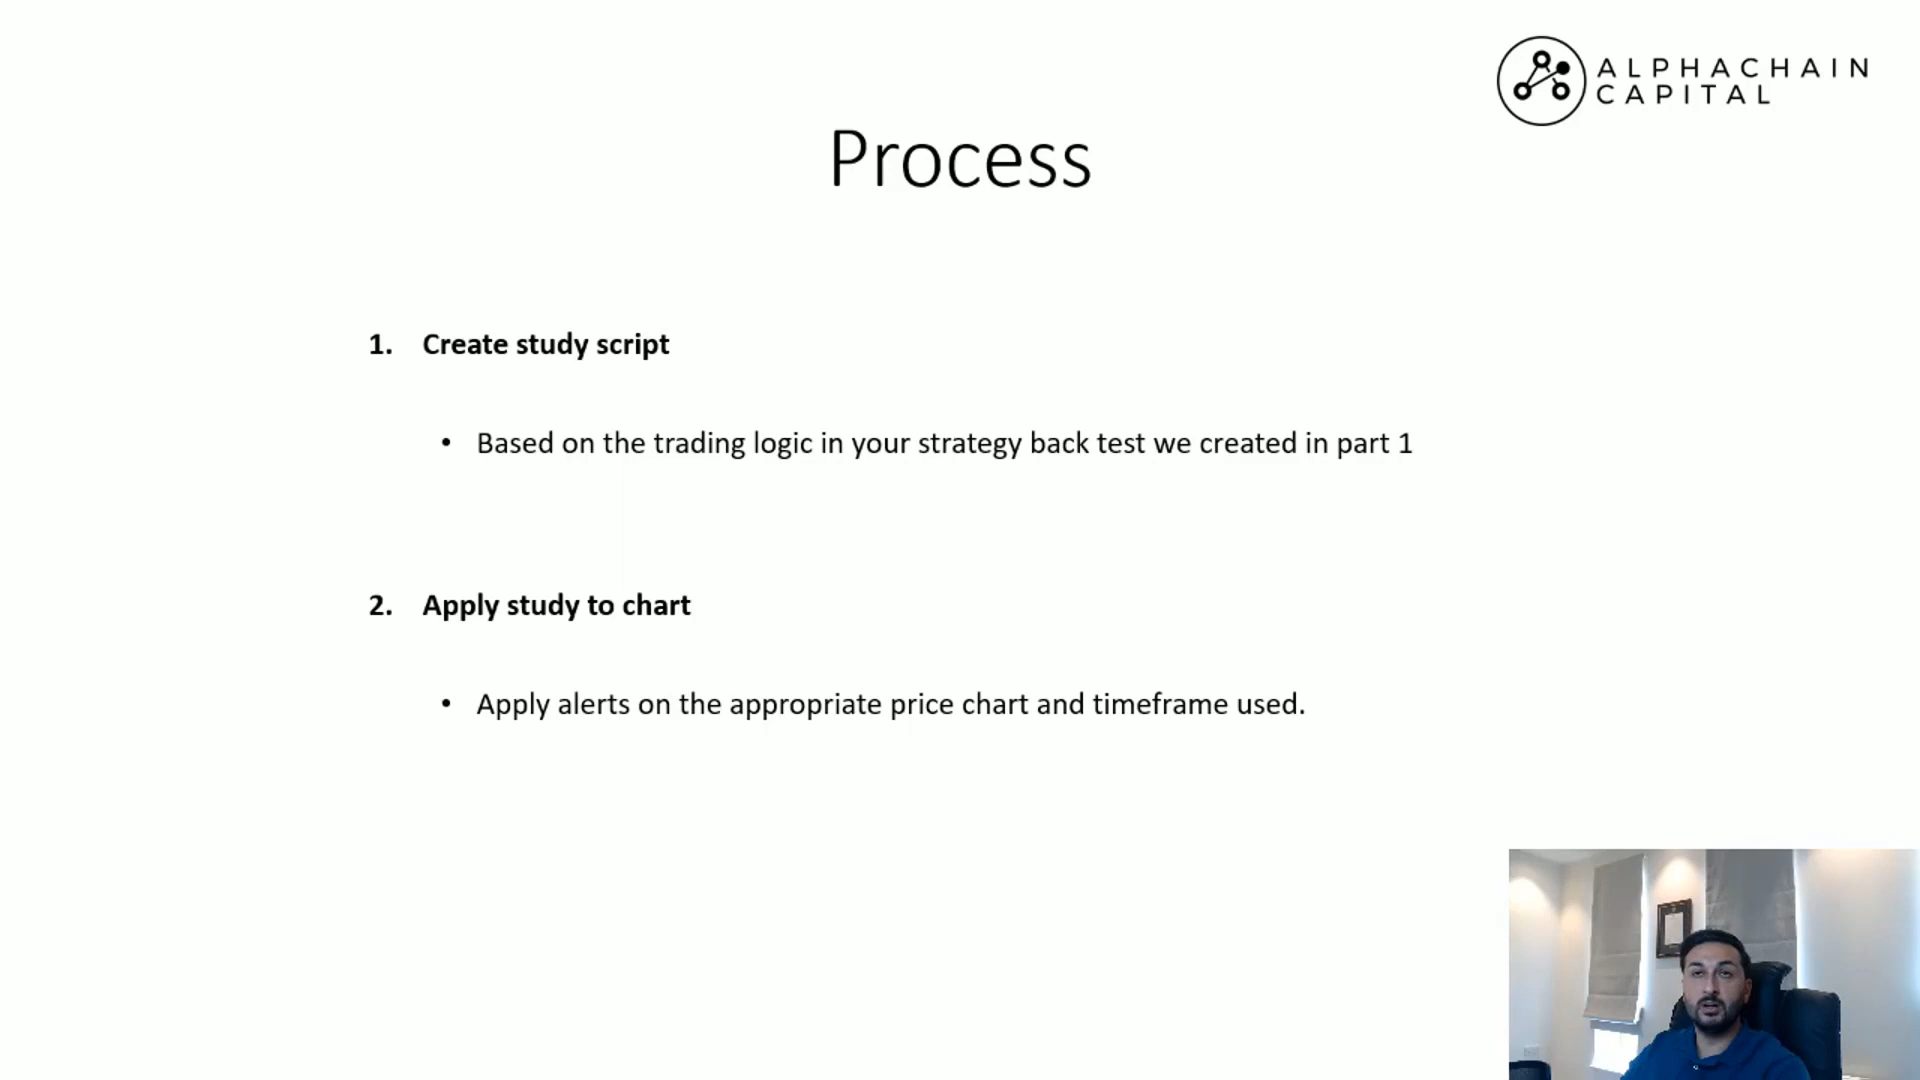 ALPHACHAIN
CAPITAL
Process
1. Create study script
• Based on the trading logic in your strategy back test we created in part 1
2. Apply study to chart
• Apply alerts on the appropriate price chart and timeframe used.